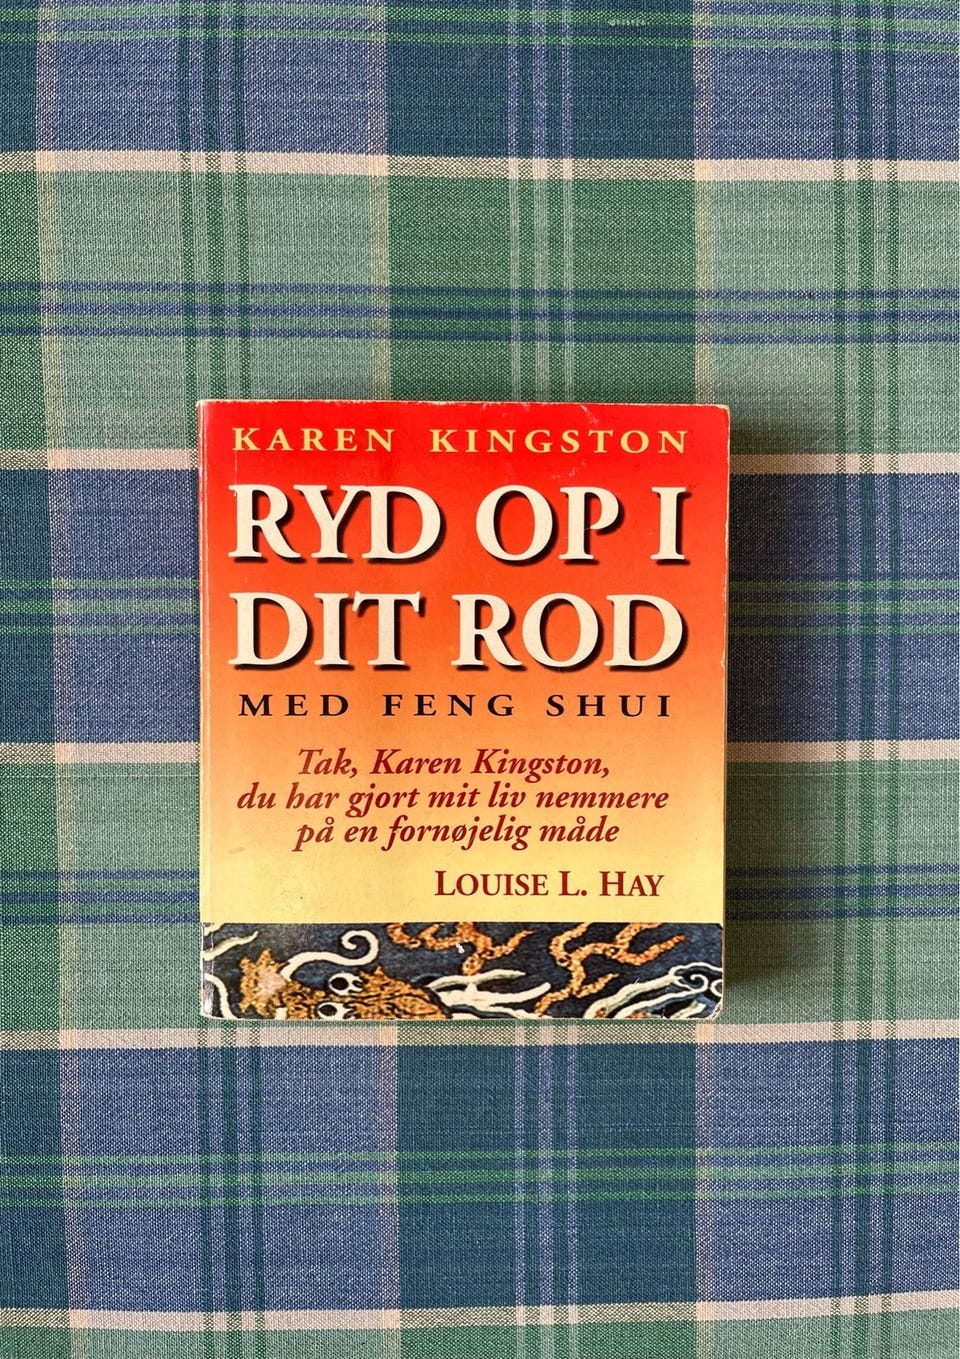 KAREN KINGSTON
RYD OP I
DIT ROD
MED FENG SHUI
Tak, Karen Kingston,
du har gjort mit liv nemmere
på en fornøjelig måde
LOUISE L. HAY